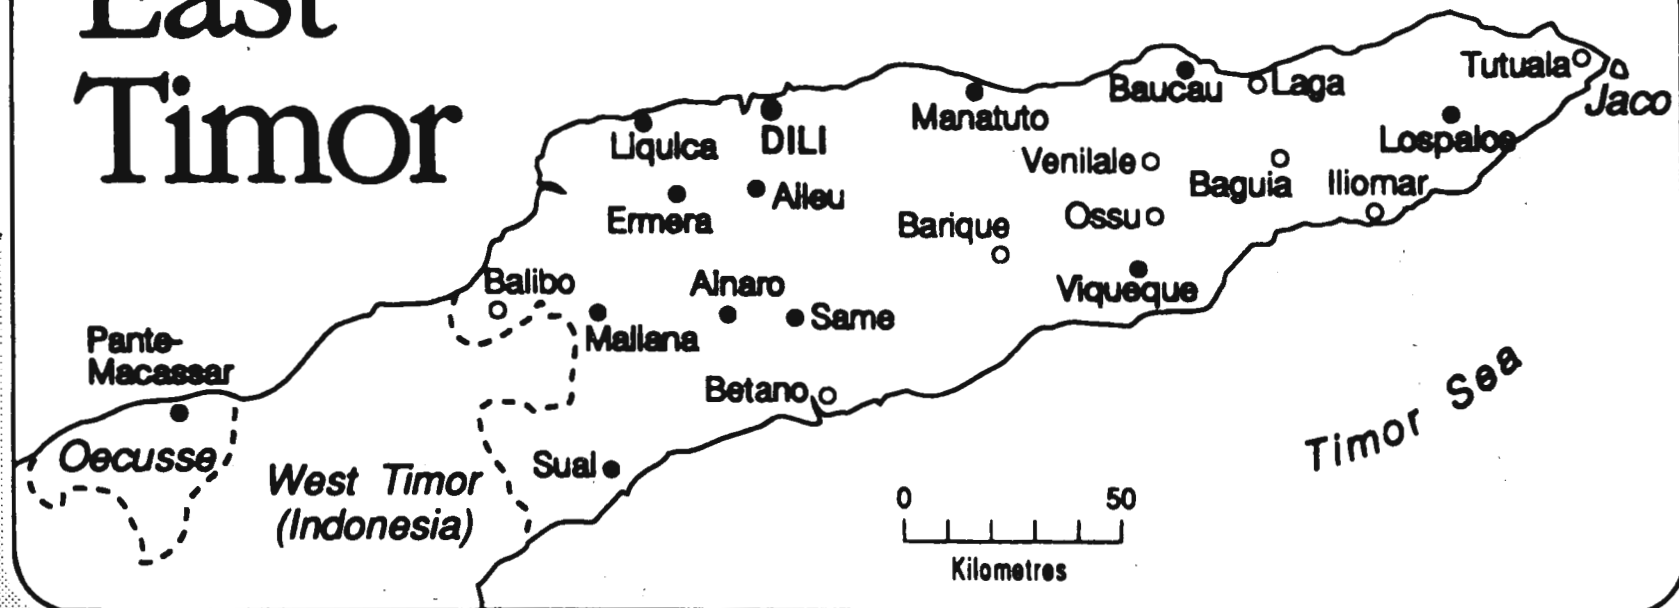 East
Timor
Tutuala
Jaco
Baucau
Laga
Manatuto
Lospalos
Liquica
DILI
Venilale
Baguia
Iliomar
Ermera
Aileu
Barique
Ossu
Balibo
Ainaro
Viqueque
Same
Maliana
Pante-
Macassar
Betano
Oecusse
Suai
West Timor
(Indonesia)
Timor Sea
0 50
Kilometres